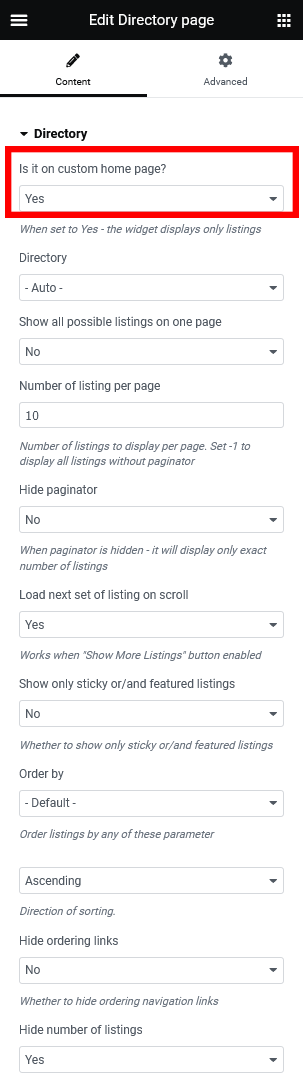 Edit Directory page
Content
Advanced
Directory
Is it on custom home page?
Yes
When set to Yes - the widget displays only listings
Directory
- Auto -
Show all possible listings on one page
No
Number of listing per page
10
Number of listings to display per page. Set -1 to
display all listings without paginator
Hide paginator
No
When paginator is hidden - it will display only exact
number of listings
Load next set of listing on scroll
Yes
Works when "Show More Listings" button enabled
Show only sticky or/and featured listings
No
Whether to show only sticky or/and featured listings
Order by
- Default -
Order listings by any of these parameter
Ascending
Direction of sorting.
Hide ordering links
No
Whether to hide ordering navigation links
Hide number of listings
Yes